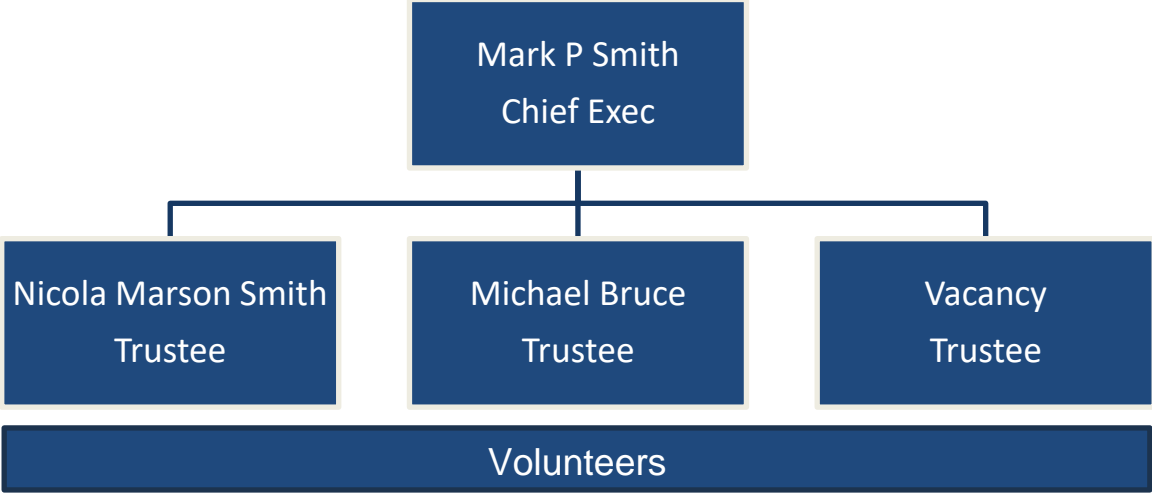 Mark P Smith
Chief Exec
Nicola Marson Smith
Trustee
Michael Bruce
Trustee
Vacancy
Trustee
Volunteers